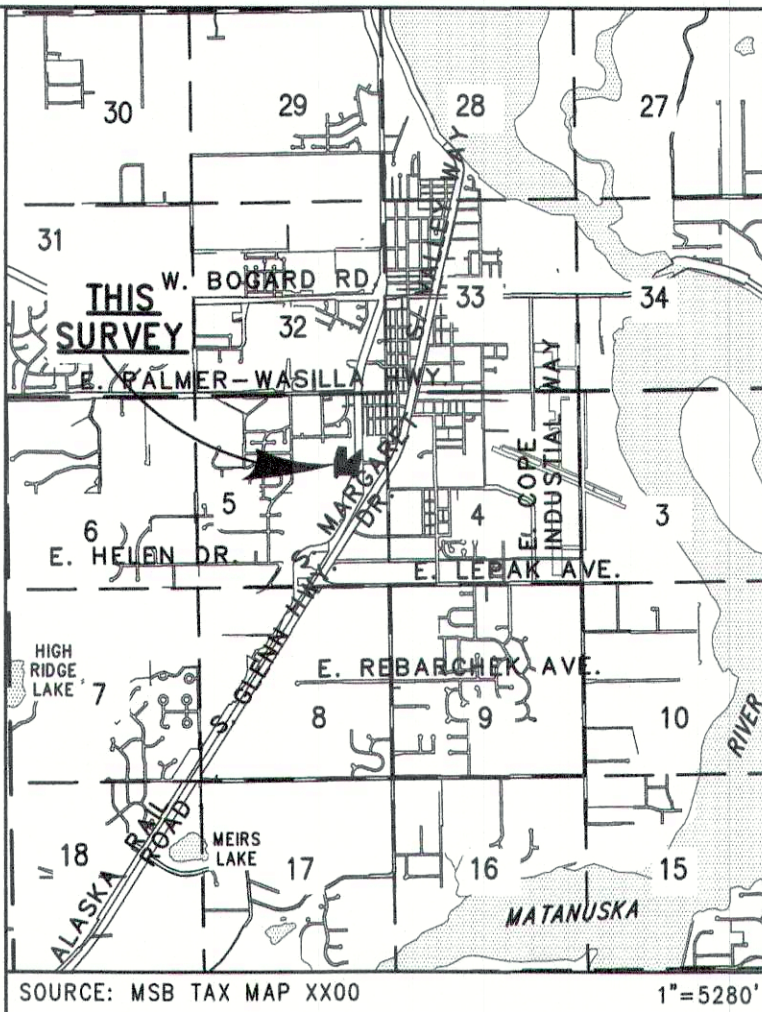 30
29
28
27
31
W. BOGARD RD.
THIS
SURVEY
32
33
34
S. VALLEY WAY
E. PALMER-WASILLA HWY.
5
6
4
3
S. MARGARET
DR.
E. COPE
INDUSTIAL WAY
E. HELEN DR.
E. LEPAK AVE.
HIGH
RIDGE
LAKE
7
S. GLENN HWY
E. REBARCHEK AVE.
8
9
10
RIVER
ALASKA RAIL
ROAD
18
MEIRS
LAKE
17
16
15
MATANUSKA
SOURCE: MSB TAX MAP XX00
1"=5280'